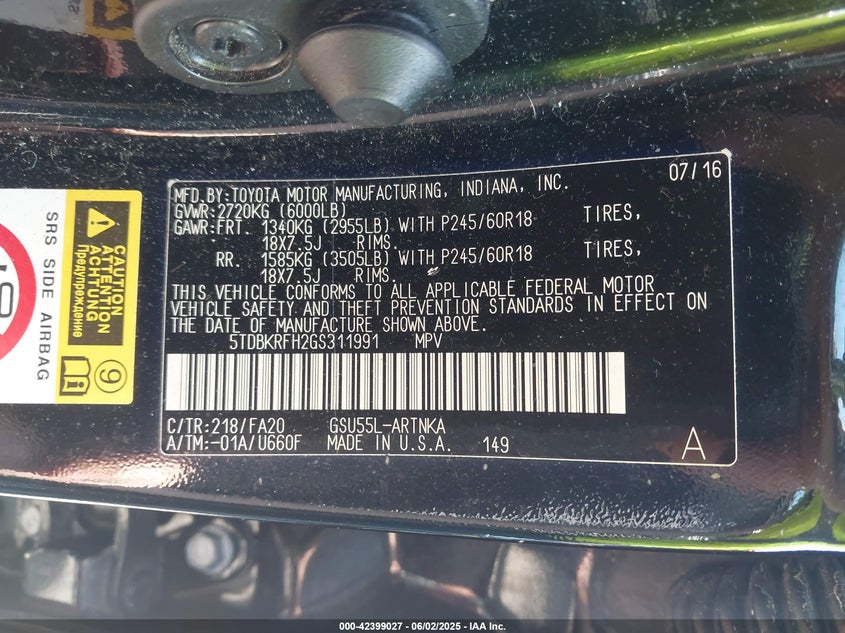 MFD.BY:TOYOTA MOTOR MANUFACTURING, INDIANA, INC. 07/16
GVWR:2720KG (6000LB)
GAWR:FRT. 1340KG (2955LB) WITH P245/60R18 TIRES,
18X7.5J RIMS.
RR. 1585KG (3505LB) WITH P245/60R18 TIRES,
18X7.5J RIMS.
THIS VEHICLE CONFORMS TO ALL APPLICABLE FEDERAL MOTOR
VEHICLE SAFETY AND THEFT PREVENTION STANDARDS IN EFFECT ON
THE DATE OF MANUFACTURE SHOWN ABOVE.
5TDBKRFH2GS311991 MPV
C/TR:218/FA20 GSU55L-ARTNKA
A/TM:-01A/U660F MADE IN U.S.A. 149 A
SRS SIDE AIRBAG
CAUTION
ATTENTION
ACHTUNG
Предупреждение
9
000-42399027 - 06/02/2025 - IAA Inc.